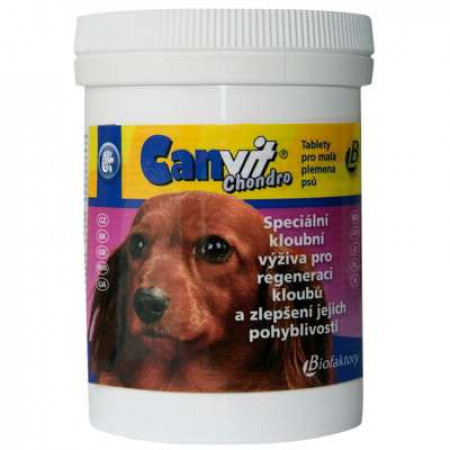 Canvit®
Chondro
Tablety
pro malá
plemena
psů
Speciální
kloubní
výživa pro
regeneraci
kloubů
a zlepšení jejich
pohyblivosti
Biofaktory